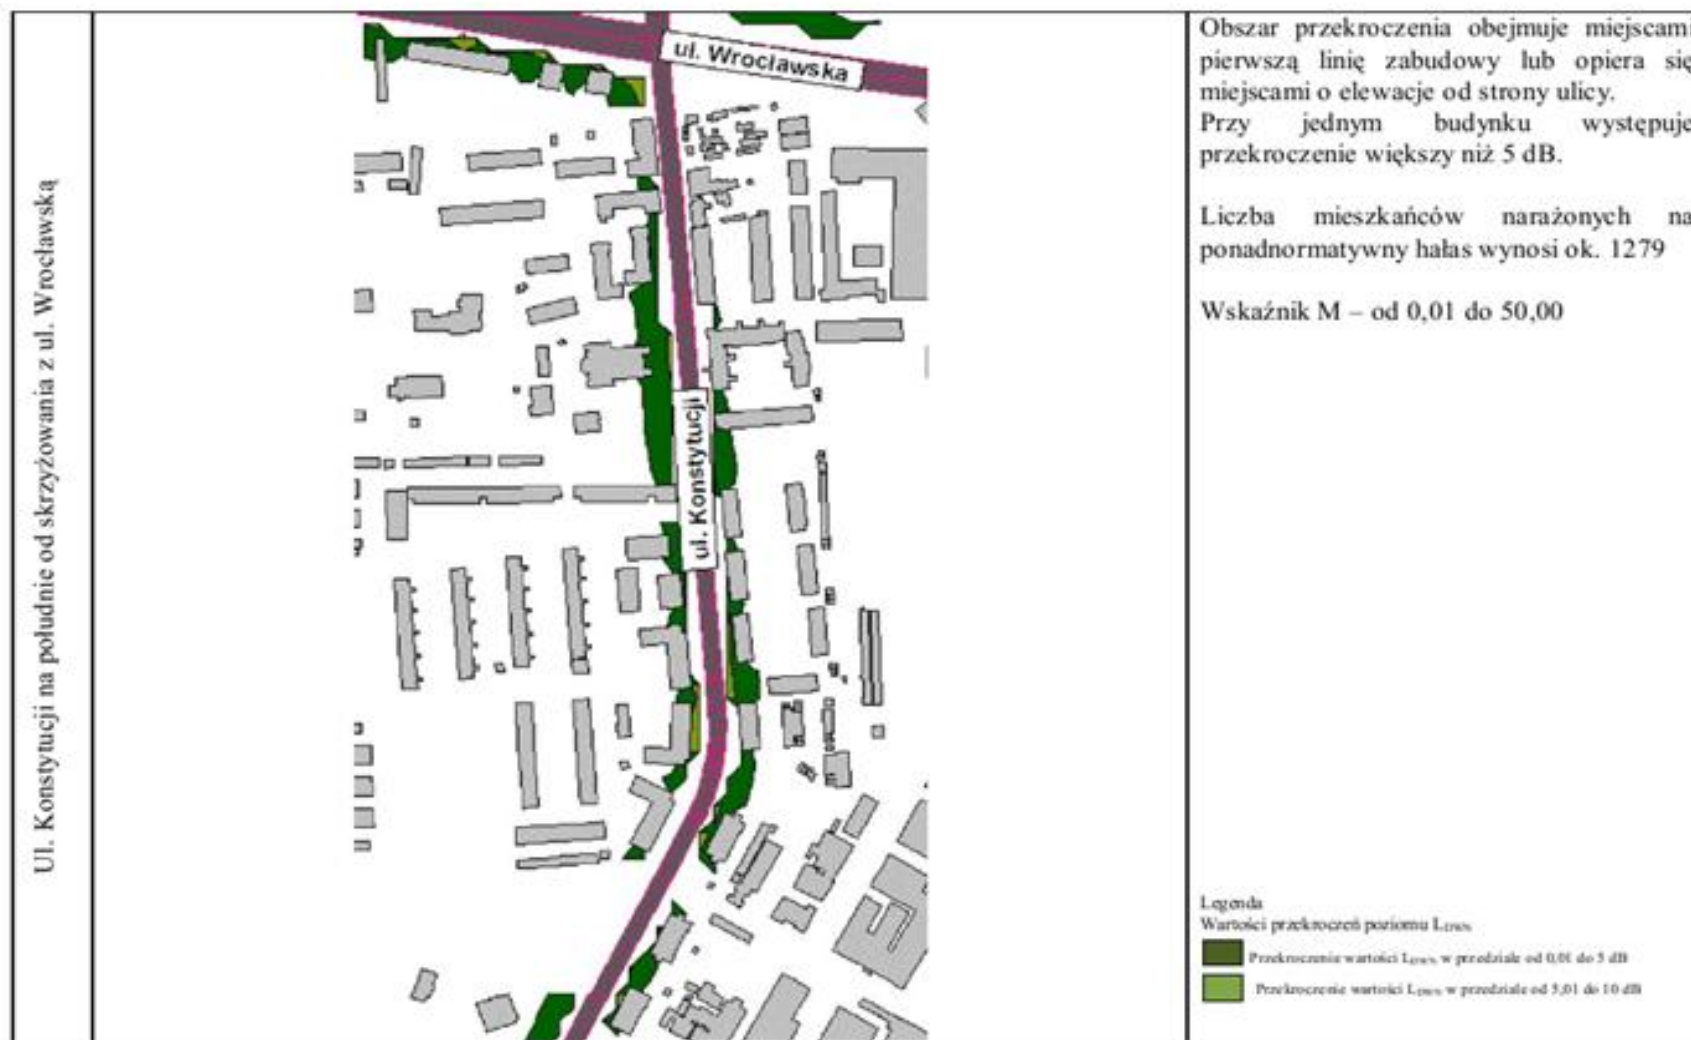 Ul. Konstytucji na południe od skrzyżowania z ul. Wrocławską
ul. Wrocławska
ul. Konstytucji
Obszar przekroczenia obejmuje miejscami
pierwszą linię zabudowy lub opiera się
miejscami o elewacje od strony ulicy.
Przy jednym budynku występuje
przekroczenie większy niż 5 dB.
Liczba mieszkańców narażonych na
ponadnormatywny hałas wynosi ok. 1279
Wskaźnik M – od 0,01 do 50,00
Legenda
Wartości przekroczeń poziomu LDWN
Przekroczenie wartości LDWN w przedziale od 0,01 do 5 dB
Przekroczenie wartości LDWN w przedziale od 5,01 do 10 dB